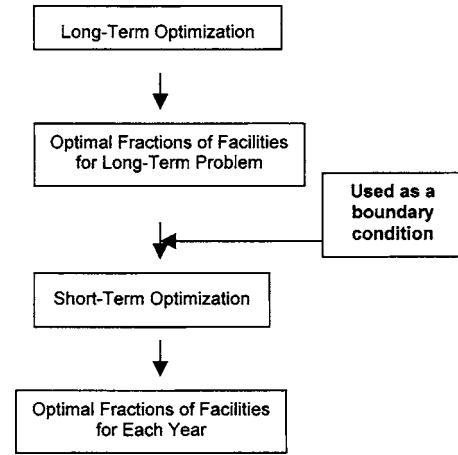 Long-Term Optimization
Optimal Fractions of Facilities
for Long-Term Problem
Used as a
boundary
condition
Short-Term Optimization
Optimal Fractions of Facilities
for Each Year